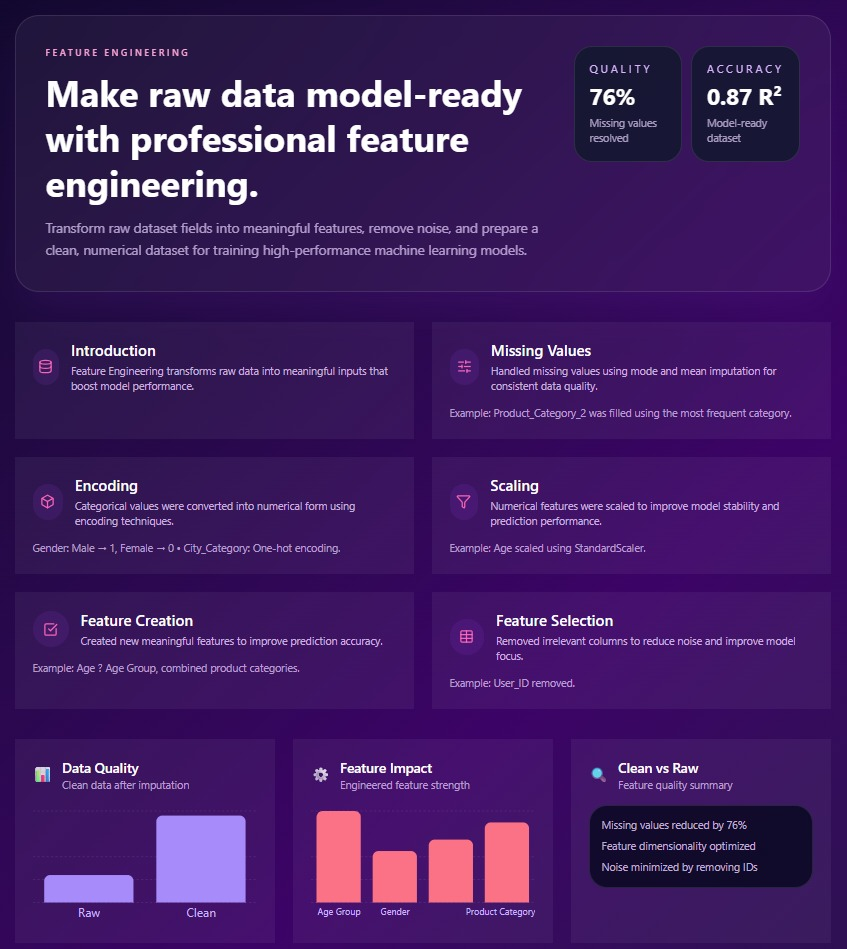 FEATURE ENGINEERING
Make raw data model-ready
with professional feature
engineering.
Transform raw dataset fields into meaningful features, remove noise, and prepare a
clean, numerical dataset for training high-performance machine learning models.
QUALITY
76%
Missing values
resolved
ACCURACY
0.87 R²
Model-ready
dataset
Introduction
Feature Engineering transforms raw data into meaningful inputs that
boost model performance.
Missing Values
Handled missing values using mode and mean imputation for
consistent data quality.
Example: Product_Category_2 was filled using the most frequent category.
Encoding
Categorical values were converted into numerical form using
encoding techniques.
Gender: Male → 1, Female → 0 • City_Category: One-hot encoding.
Scaling
Numerical features were scaled to improve model stability and
prediction performance.
Example: Age scaled using StandardScaler.
Feature Creation
Created new meaningful features to improve prediction accuracy.
Example: Age ? Age Group, combined product categories.
Feature Selection
Removed irrelevant columns to reduce noise and improve model
focus.
Example: User_ID removed.
Data Quality
Clean data after imputation
Raw Clean
Feature Impact
Engineered feature strength
Age Group Gender Product Category
Clean vs Raw
Feature quality summary
Missing values reduced by 76%
Feature dimensionality optimized
Noise minimized by removing IDs